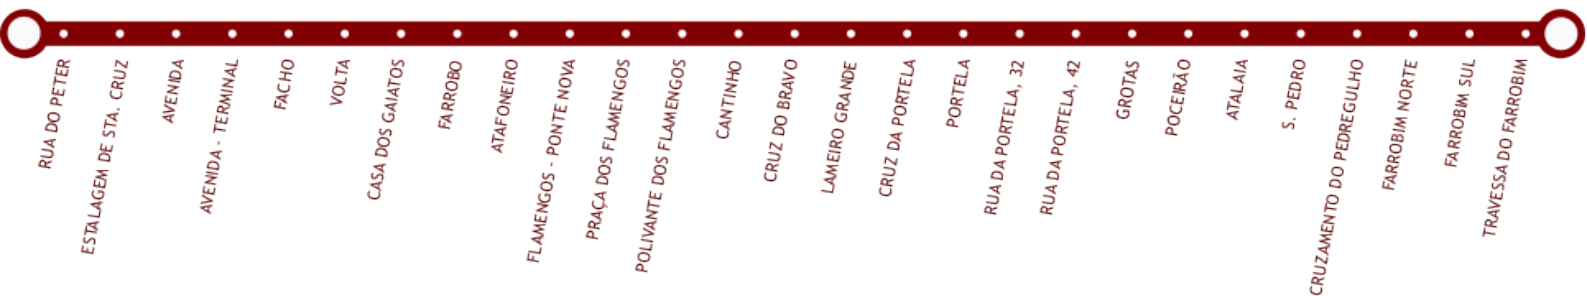 RUA DO PETER
ESTALAGEM DE STA. CRUZ
AVENIDA
AVENIDA - TERMINAL
FACHO
VOLTA
CASA DOS GAIATOS
FARROBO
ATAFONEIRO
FLAMENGOS - PONTE NOVA
PRAÇA DOS FLAMENGOS
POLIVANTE DOS FLAMENGOS
CANTINHO
CRUZ DO BRAVO
LAMEIRO GRANDE
CRUZ DA PORTELA
PORTELA
RUA DA PORTELA, 32
RUA DA PORTELA, 42
GROTAS
POCEIRÃO
ATALAIA
S. PEDRO
CRUZAMENTO DO PEDREGULHO
FARROBIM NORTE
FARROBIM SUL
TRAVESSA DO FARROBIM